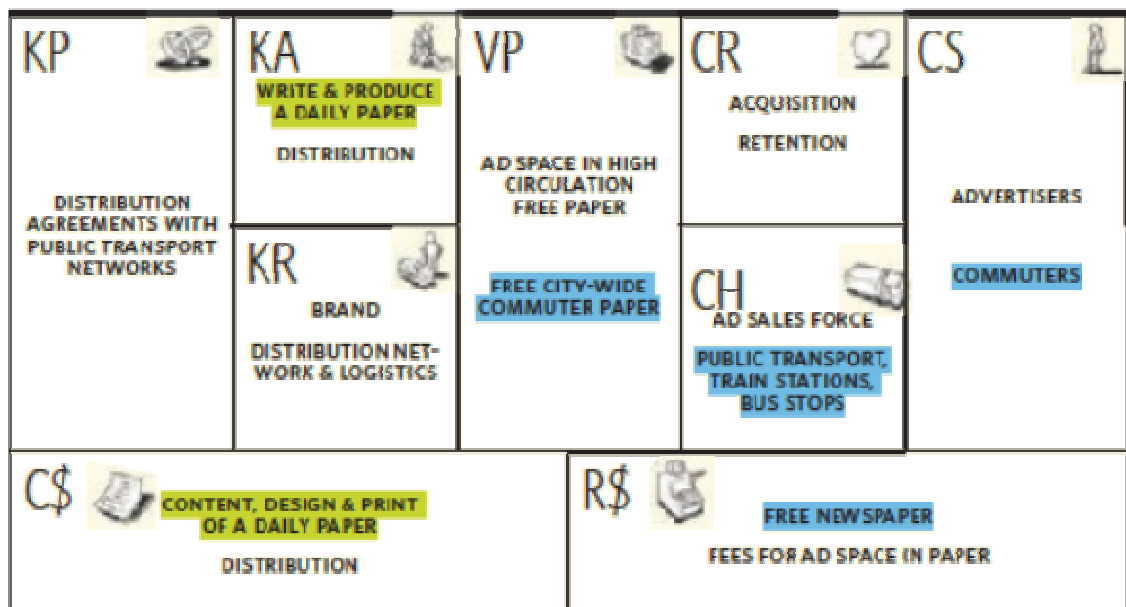 KP
DISTRIBUTION
AGREEMENTS WITH
PUBLIC TRANSPORT
NETWORKS
KA
WRITE & PRODUCE
A DAILY PAPER
DISTRIBUTION
KR
BRAND
DISTRIBUTION NET-
WORK & LOGISTICS
VP
AD SPACE IN HIGH
CIRCULATION
FREE PAPER
FREE CITY-WIDE
COMMUTER PAPER
CR
ACQUISITION
RETENTION
CH
AD SALES FORCE
PUBLIC TRANSPORT,
TRAIN STATIONS,
BUS STOPS
CS
ADVERTISERS
COMMUTERS
C$
CONTENT, DESIGN & PRINT
OF A DAILY PAPER
DISTRIBUTION
R$
FREE NEWSPAPER
FEES FOR AD SPACE IN PAPER